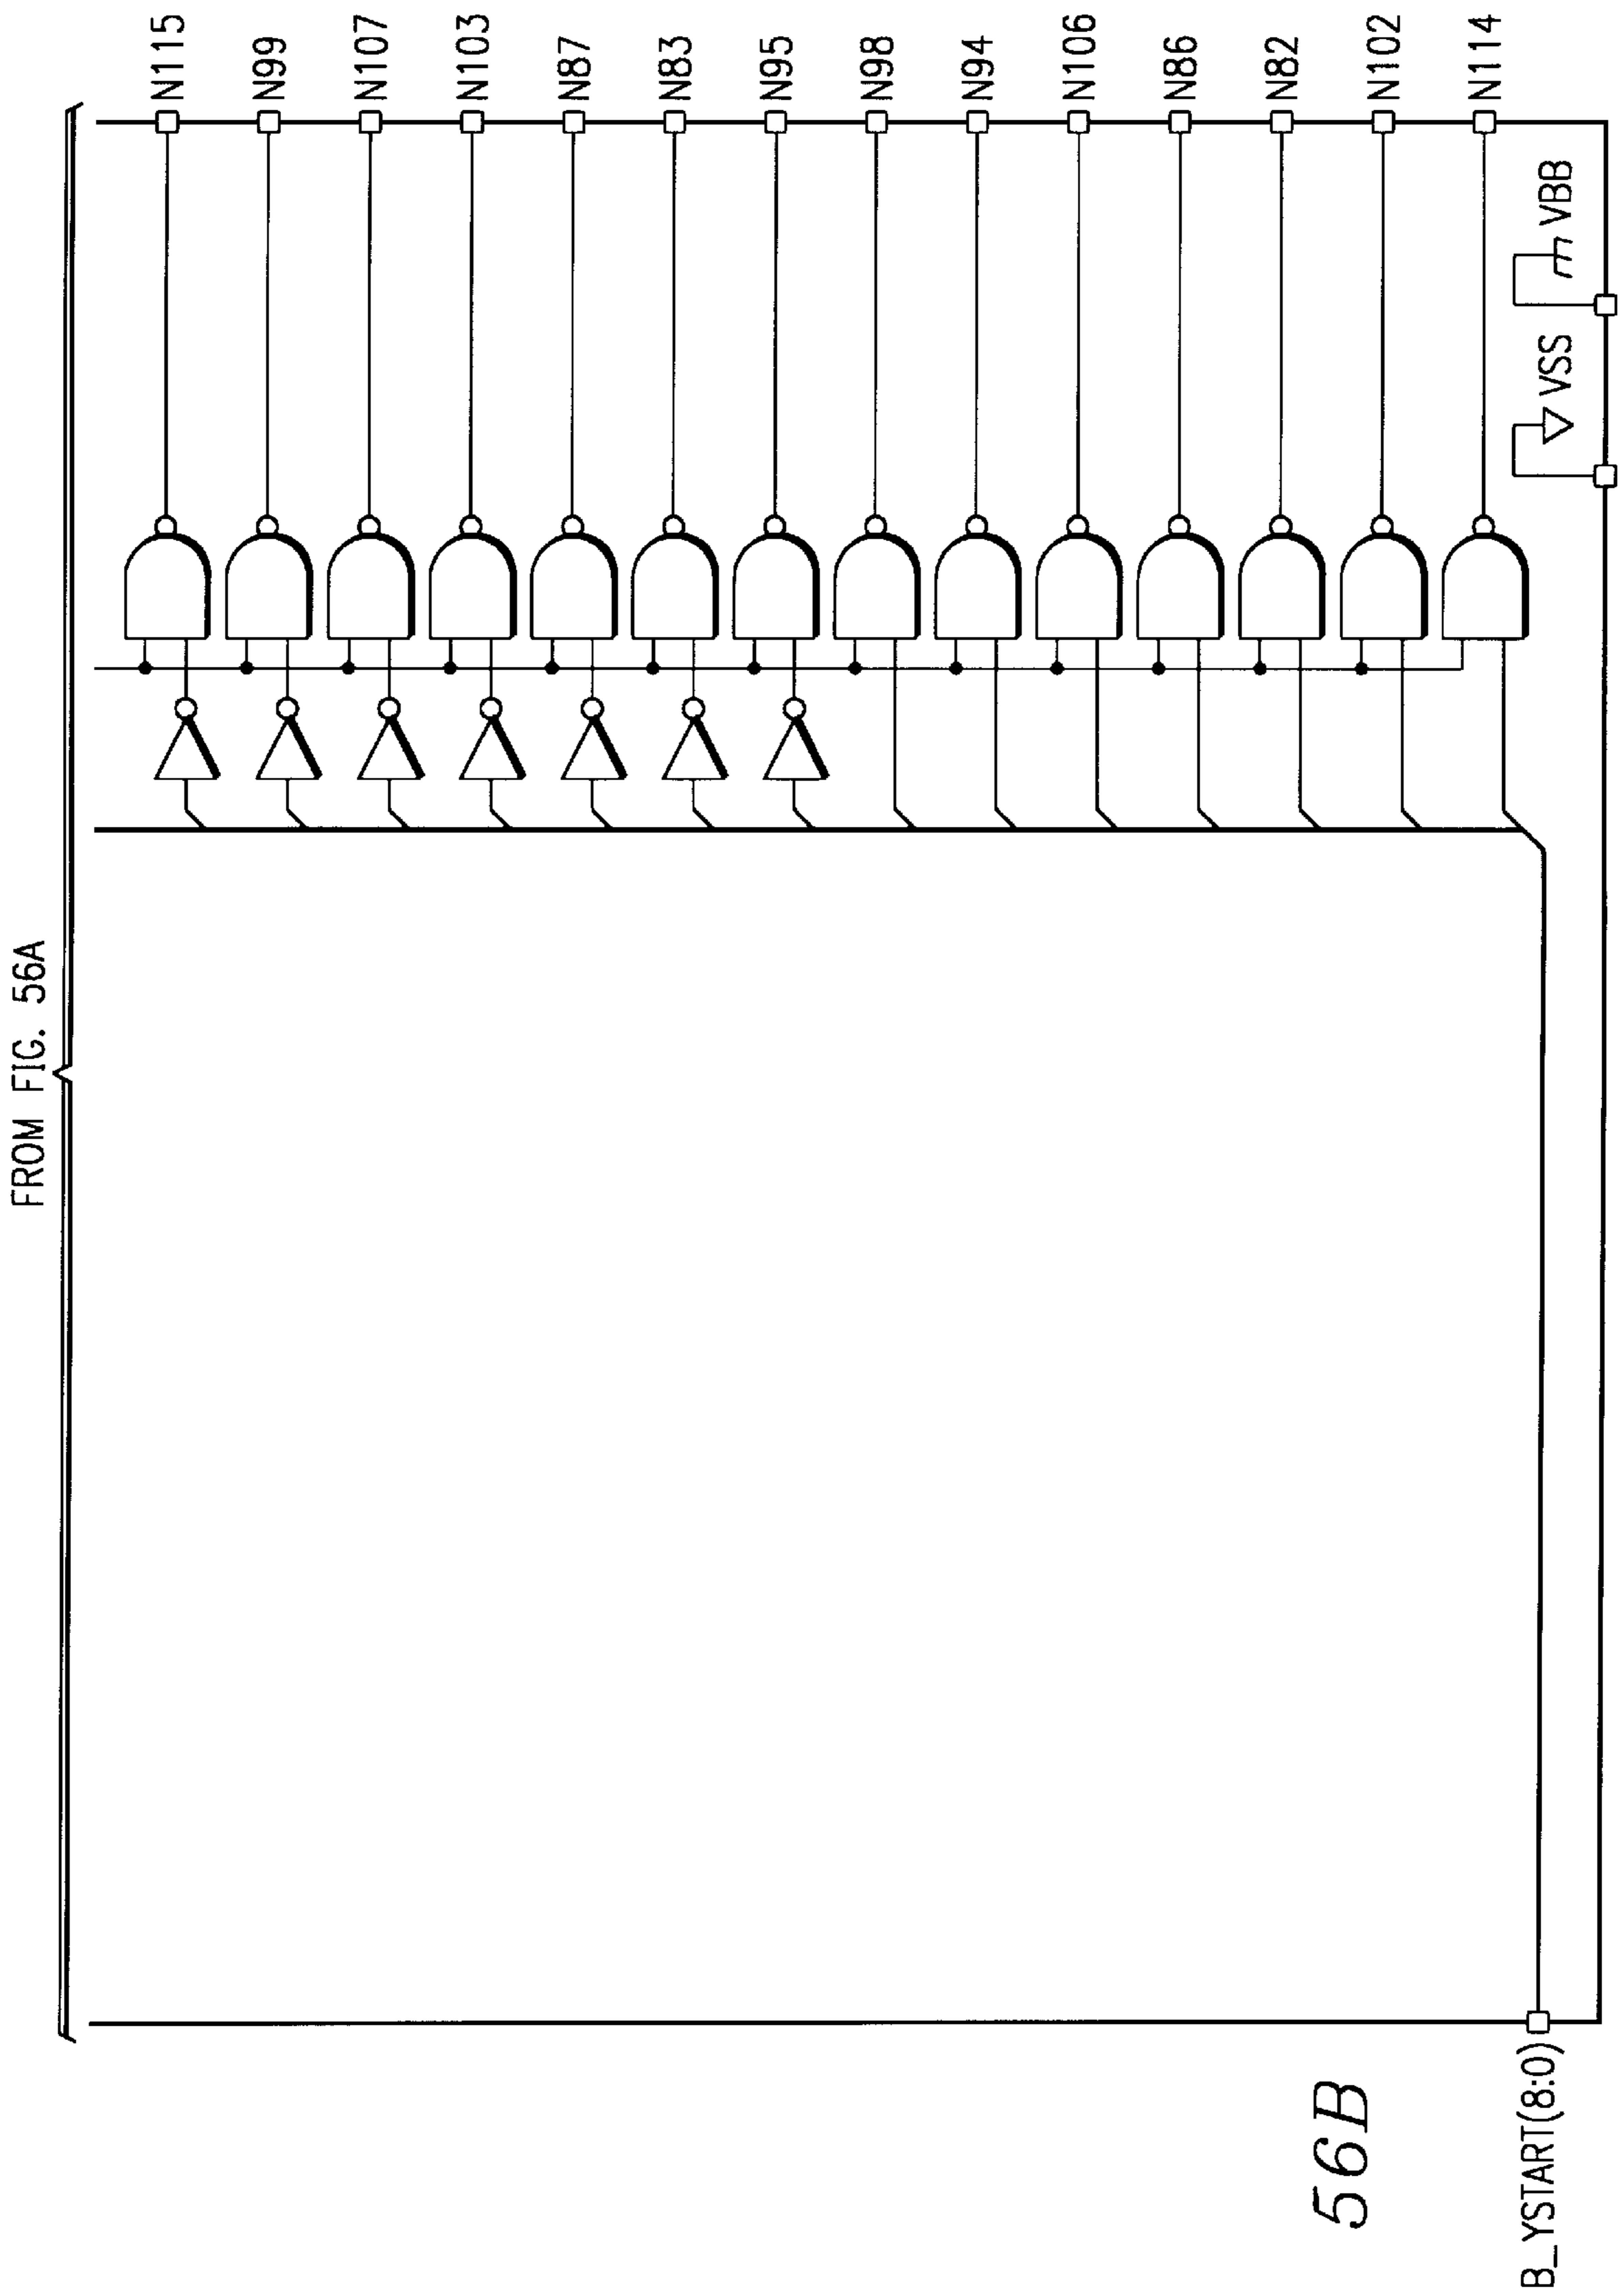 FROM FIG. 56A
N115
N99
N107
N103
N87
N83
N95
N98
N94
N106
N86
N82
N102
N114
VSS
VBB
B_YSTART(8:0)
56B